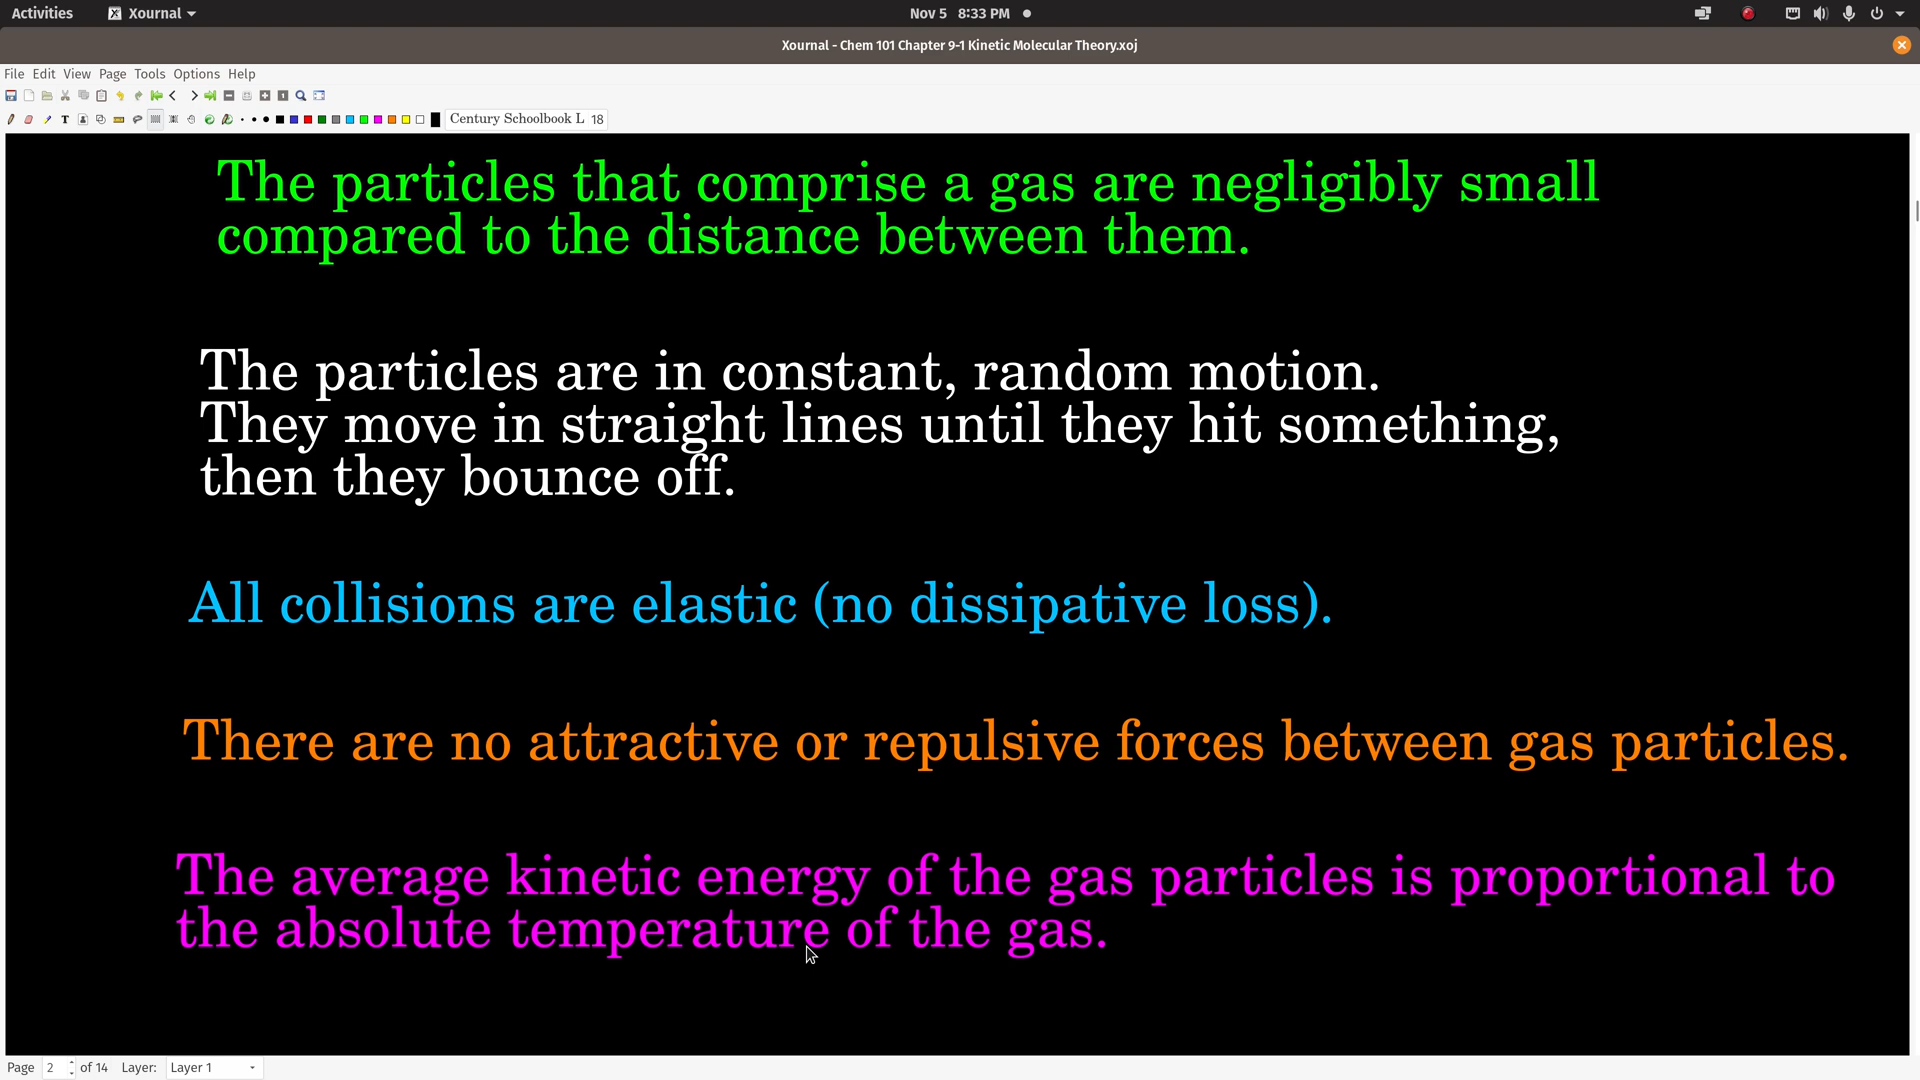 Activities
Xournal
Nov 5 8:33 PM
Xournal - Chem 101 Chapter 9-1 Kinetic Molecular Theory.xoj
File Edit View Page Tools Options Help
Century Schoolbook L 18
The particles that comprise a gas are negligibly small
compared to the distance between them.
The particles are in constant, random motion.
They move in straight lines until they hit something,
then they bounce off.
All collisions are elastic (no dissipative loss).
There are no attractive or repulsive forces between gas particles.
The average kinetic energy of the gas particles is proportional to
the absolute temperature of the gas.
Page 2 of 14 Layer: Layer 1